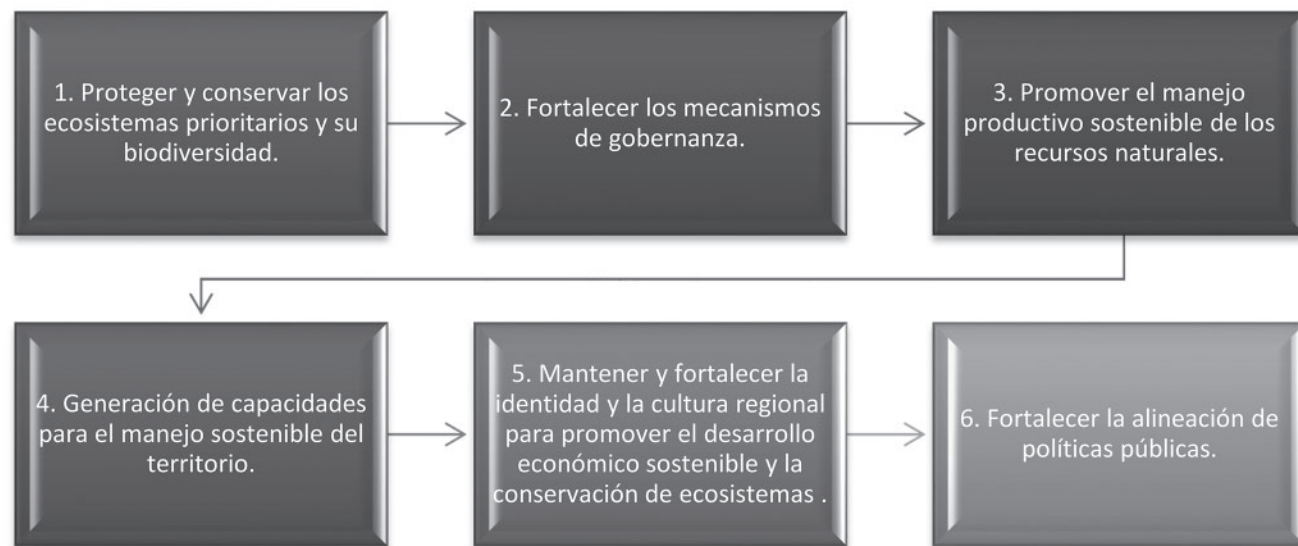 1. Proteger y conservar los
ecosistemas prioritarios y su
biodiversidad.
2. Fortalecer los mecanismos
de gobernanza.
3. Promover el manejo
productivo sostenible de los
recursos naturales.
4. Generación de capacidades
para el manejo sostenible del
territorio.
5. Mantener y fortalecer la
identidad y la cultura regional
para promover el desarrollo
económico sostenible y la
conservación de ecosistemas .
6. Fortalecer la alineación de
políticas públicas.